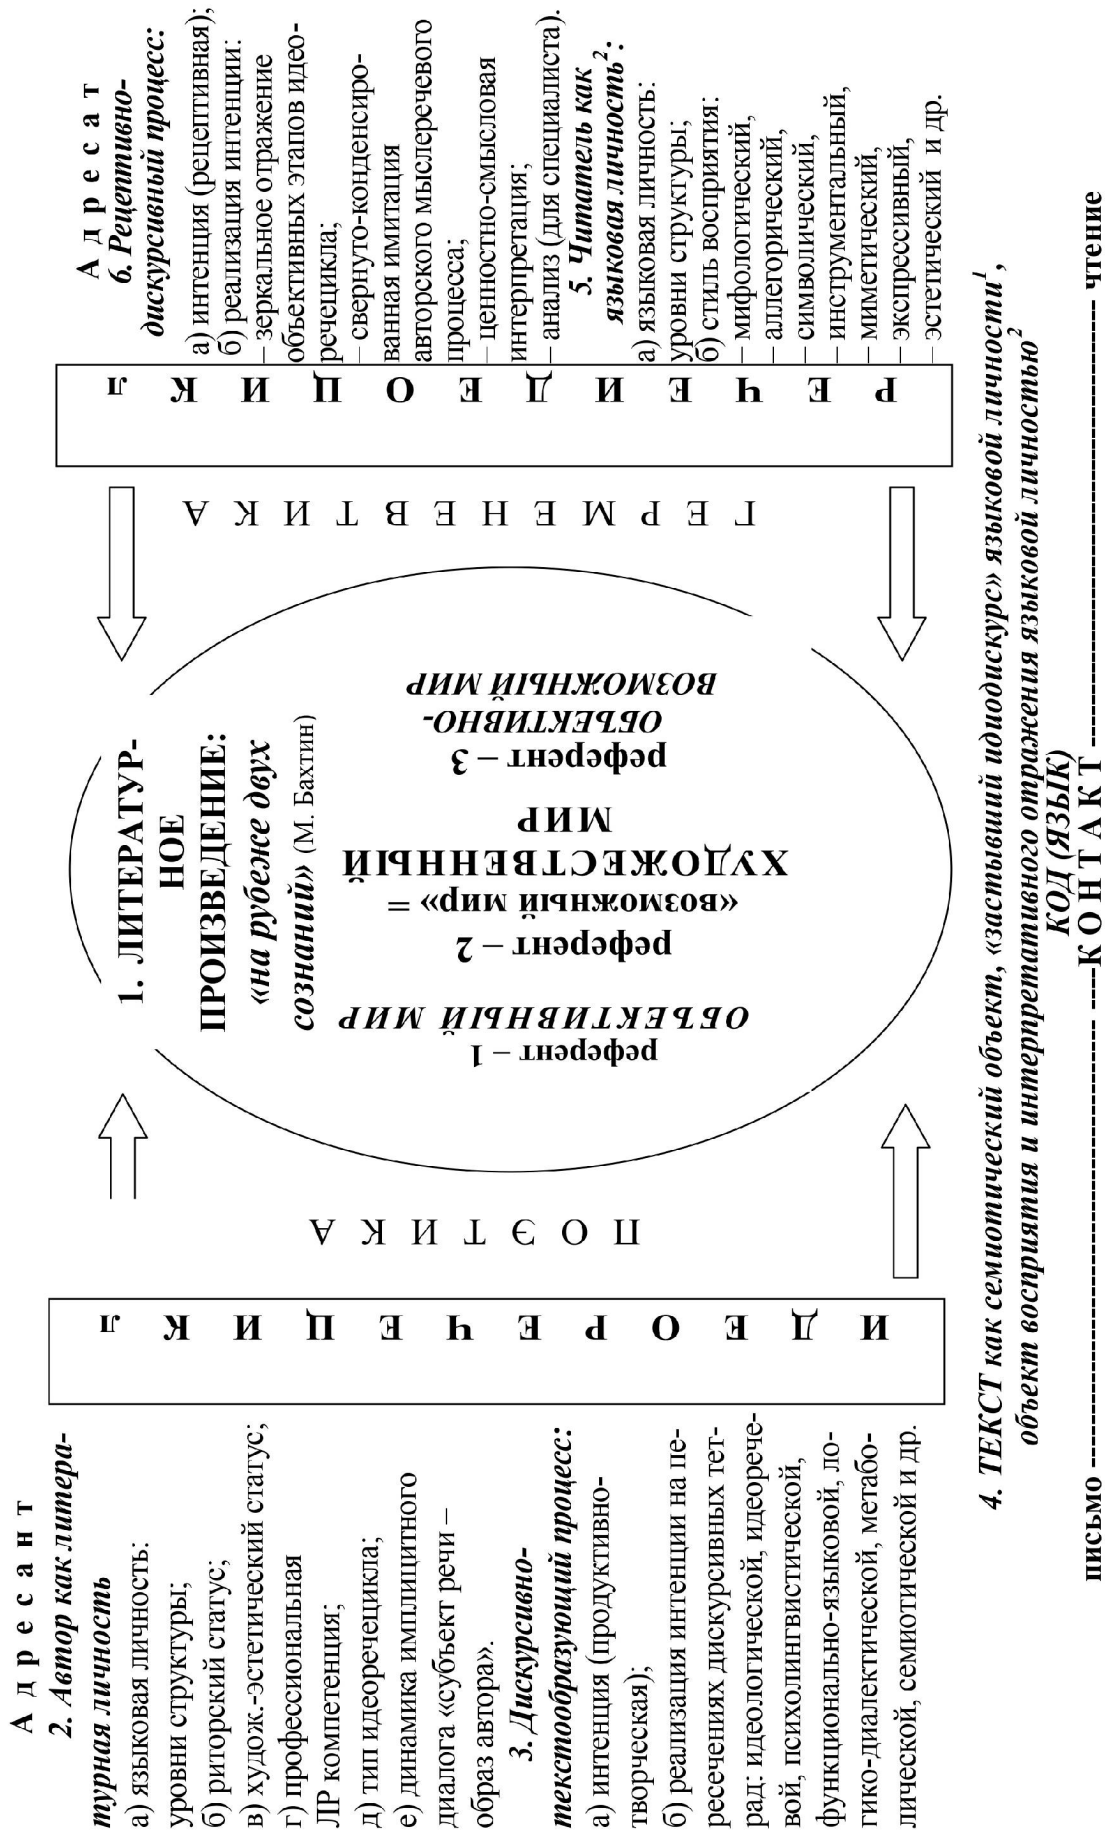 А д р е с а н т
2. Автор как литера-
турная личность
а) языковая личность:
уровни структуры;
б) риторский статус;
в) худож.-эстетический статус;
г) профессиональная
ЛР компетенция;
д) тип идеоречецикла;
е) динамика имплицитного
диалога «субъект речи –
образ автора».
3. Дискурсивно-
текстообразующий процесс:
а) интенция (продуктивно-
творческая);
б) реализация интенции на пе-
ресечениях дискурсивных тет-
рад: идеологической, идеорече-
вой, психолингвистической,
функционально-языковой, ло-
гико-диалектической, метабо-
лической, семиотической и др.
И Д Е О Р Е Ч Е Ц И К л
П О Э Т И К А
1. ЛИТЕРАТУР-
НОЕ
ПРОИЗВЕДЕНИЕ:
«на рубеже двух
сознаний» (М. Бахтин)
референт – 1
ОБЪЕКТИВНЫЙ МИР
референт – 2
«возможный мир» =
ХУДОЖЕСТВЕННЫЙ
МИР
референт – 3
ОБЪЕКТИВНО-
ВОЗМОЖНЫЙ МИР
Г Е Р М Е Н Е В Т И К А
Р Е Ч Е И Д Е О Ц И К л
А д р е с а т
6. Рецептивно-
дискурсивный процесс:
а) интенция (рецептивная);
б) реализация интенции:
– зеркальное отражение
объективных этапов идео-
речецикла;
– свернуто-конденсиро-
ванная имитация
авторского мыслеречевого
процесса;
– ценностно-смысловая
интерпретация;
– анализ (для специалиста).
5. Читатель как
языковая личность²:
а) языковая личность:
уровни структуры;
б) стиль восприятия:
– мифологический,
– аллегорический,
– символический,
– инструментальный,
– миметический,
– экспрессивный,
– эстетический и др.
4. ТЕКСТ как семиотический объект, «застывший идиодискурс» языковой личности¹,
объект восприятия и интерпретативного отражения языковой личностью²
КОД (ЯЗЫК)
письмо ---------- К О Н Т А К Т ---------- чтение